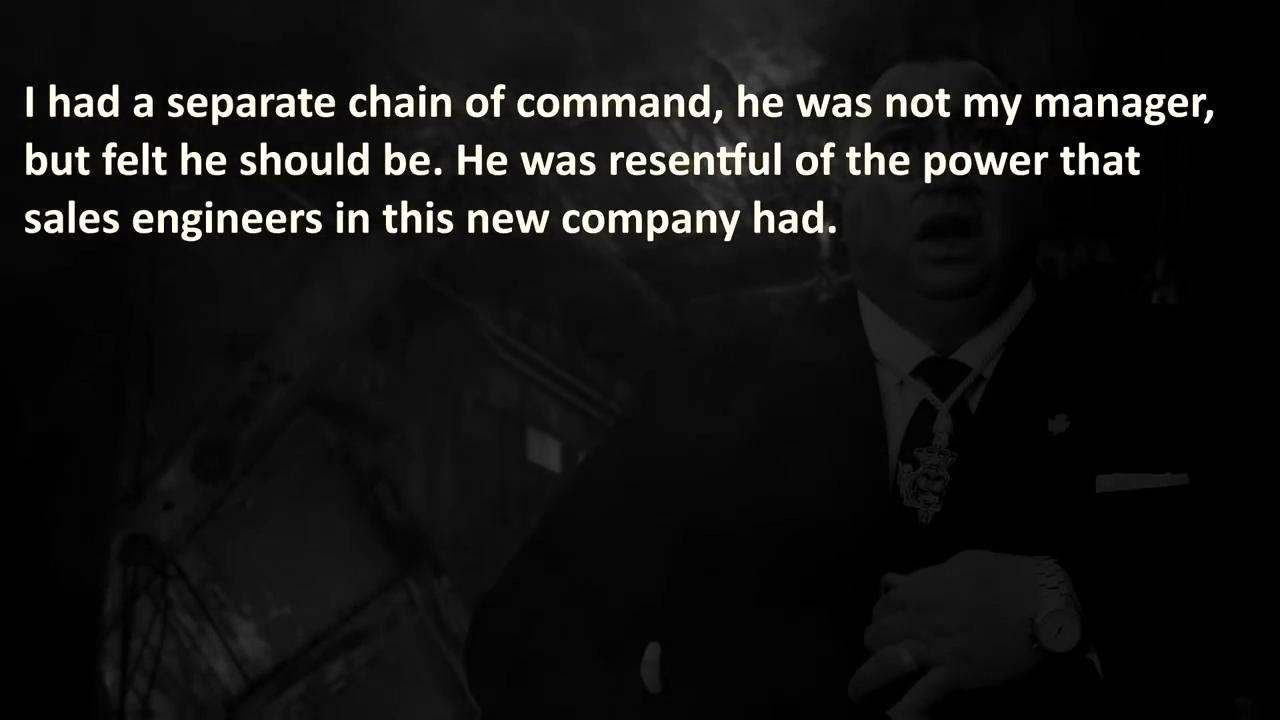 I had a separate chain of command, he was not my manager,
but felt he should be. He was resentful of the power that
sales engineers in this new company had.